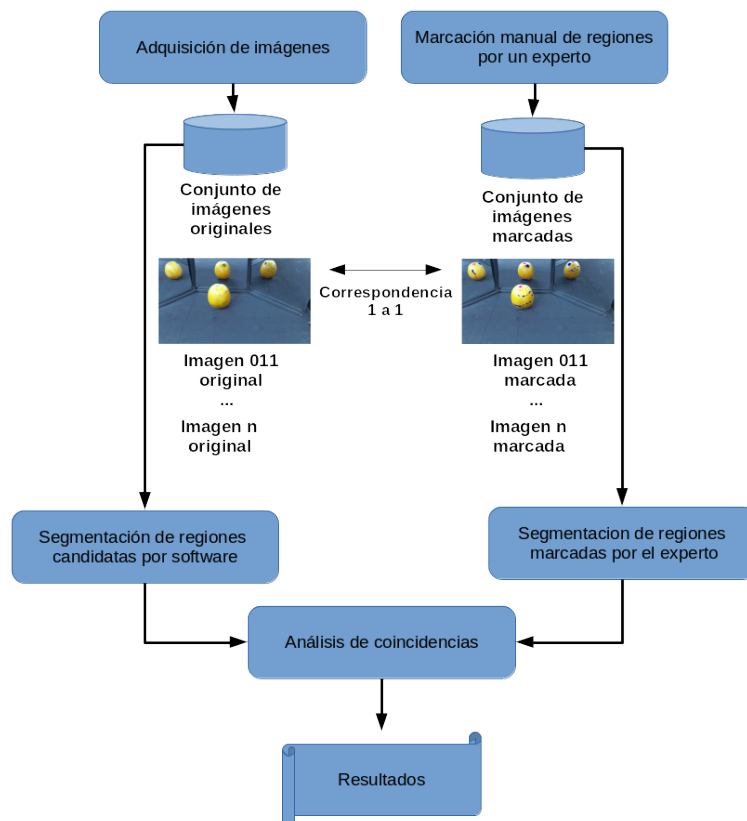 Adquisición de imágenes
Marcación manual de regiones
por un experto
Conjunto de
imágenes
originales
Conjunto de
imágenes
marcadas
Correspondencia
1 a 1
Imagen 011
original
...
Imagen n
original
Imagen 011
marcada
...
Imagen n
marcada
Segmentación de regiones
candidatas por software
Segmentacion de regiones
marcadas por el experto
Análisis de coincidencias
Resultados